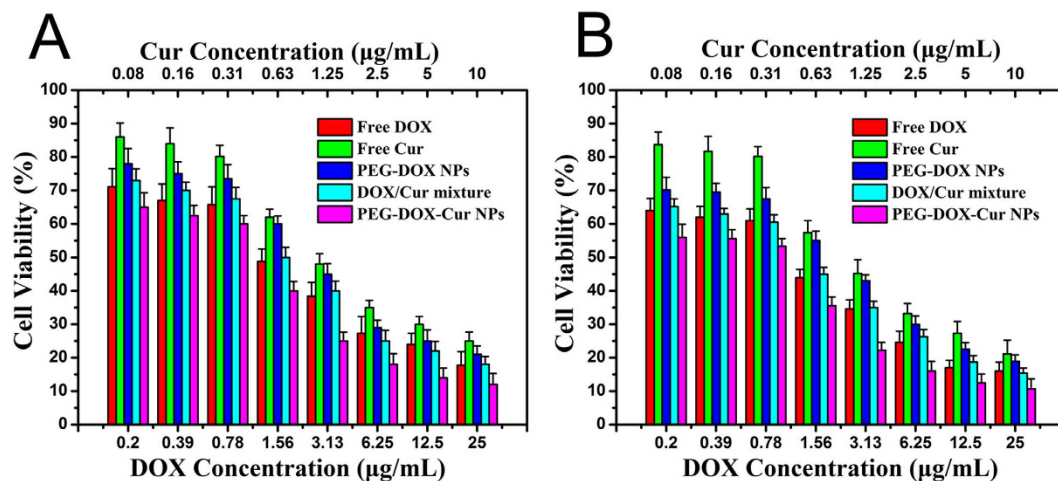 A
Cur Concentration (µg/mL)
0.08 0.16 0.31 0.63 1.25 2.5 5 10
100
90
80
70
60
50
40
30
20
10
0
Cell Viability (%)
Free DOX
Free Cur
PEG-DOX NPs
DOX/Cur mixture
PEG-DOX-Cur NPs
0.2 0.39 0.78 1.56 3.13 6.25 12.5 25
DOX Concentration (µg/mL)
B
Cur Concentration (µg/mL)
0.08 0.16 0.31 0.63 1.25 2.5 5 10
100
90
80
70
60
50
40
30
20
10
0
Cell Viability (%)
Free DOX
Free Cur
PEG-DOX NPs
DOX/Cur mixture
PEG-DOX-Cur NPs
0.2 0.39 0.78 1.56 3.13 6.25 12.5 25
DOX Concentration (µg/mL)